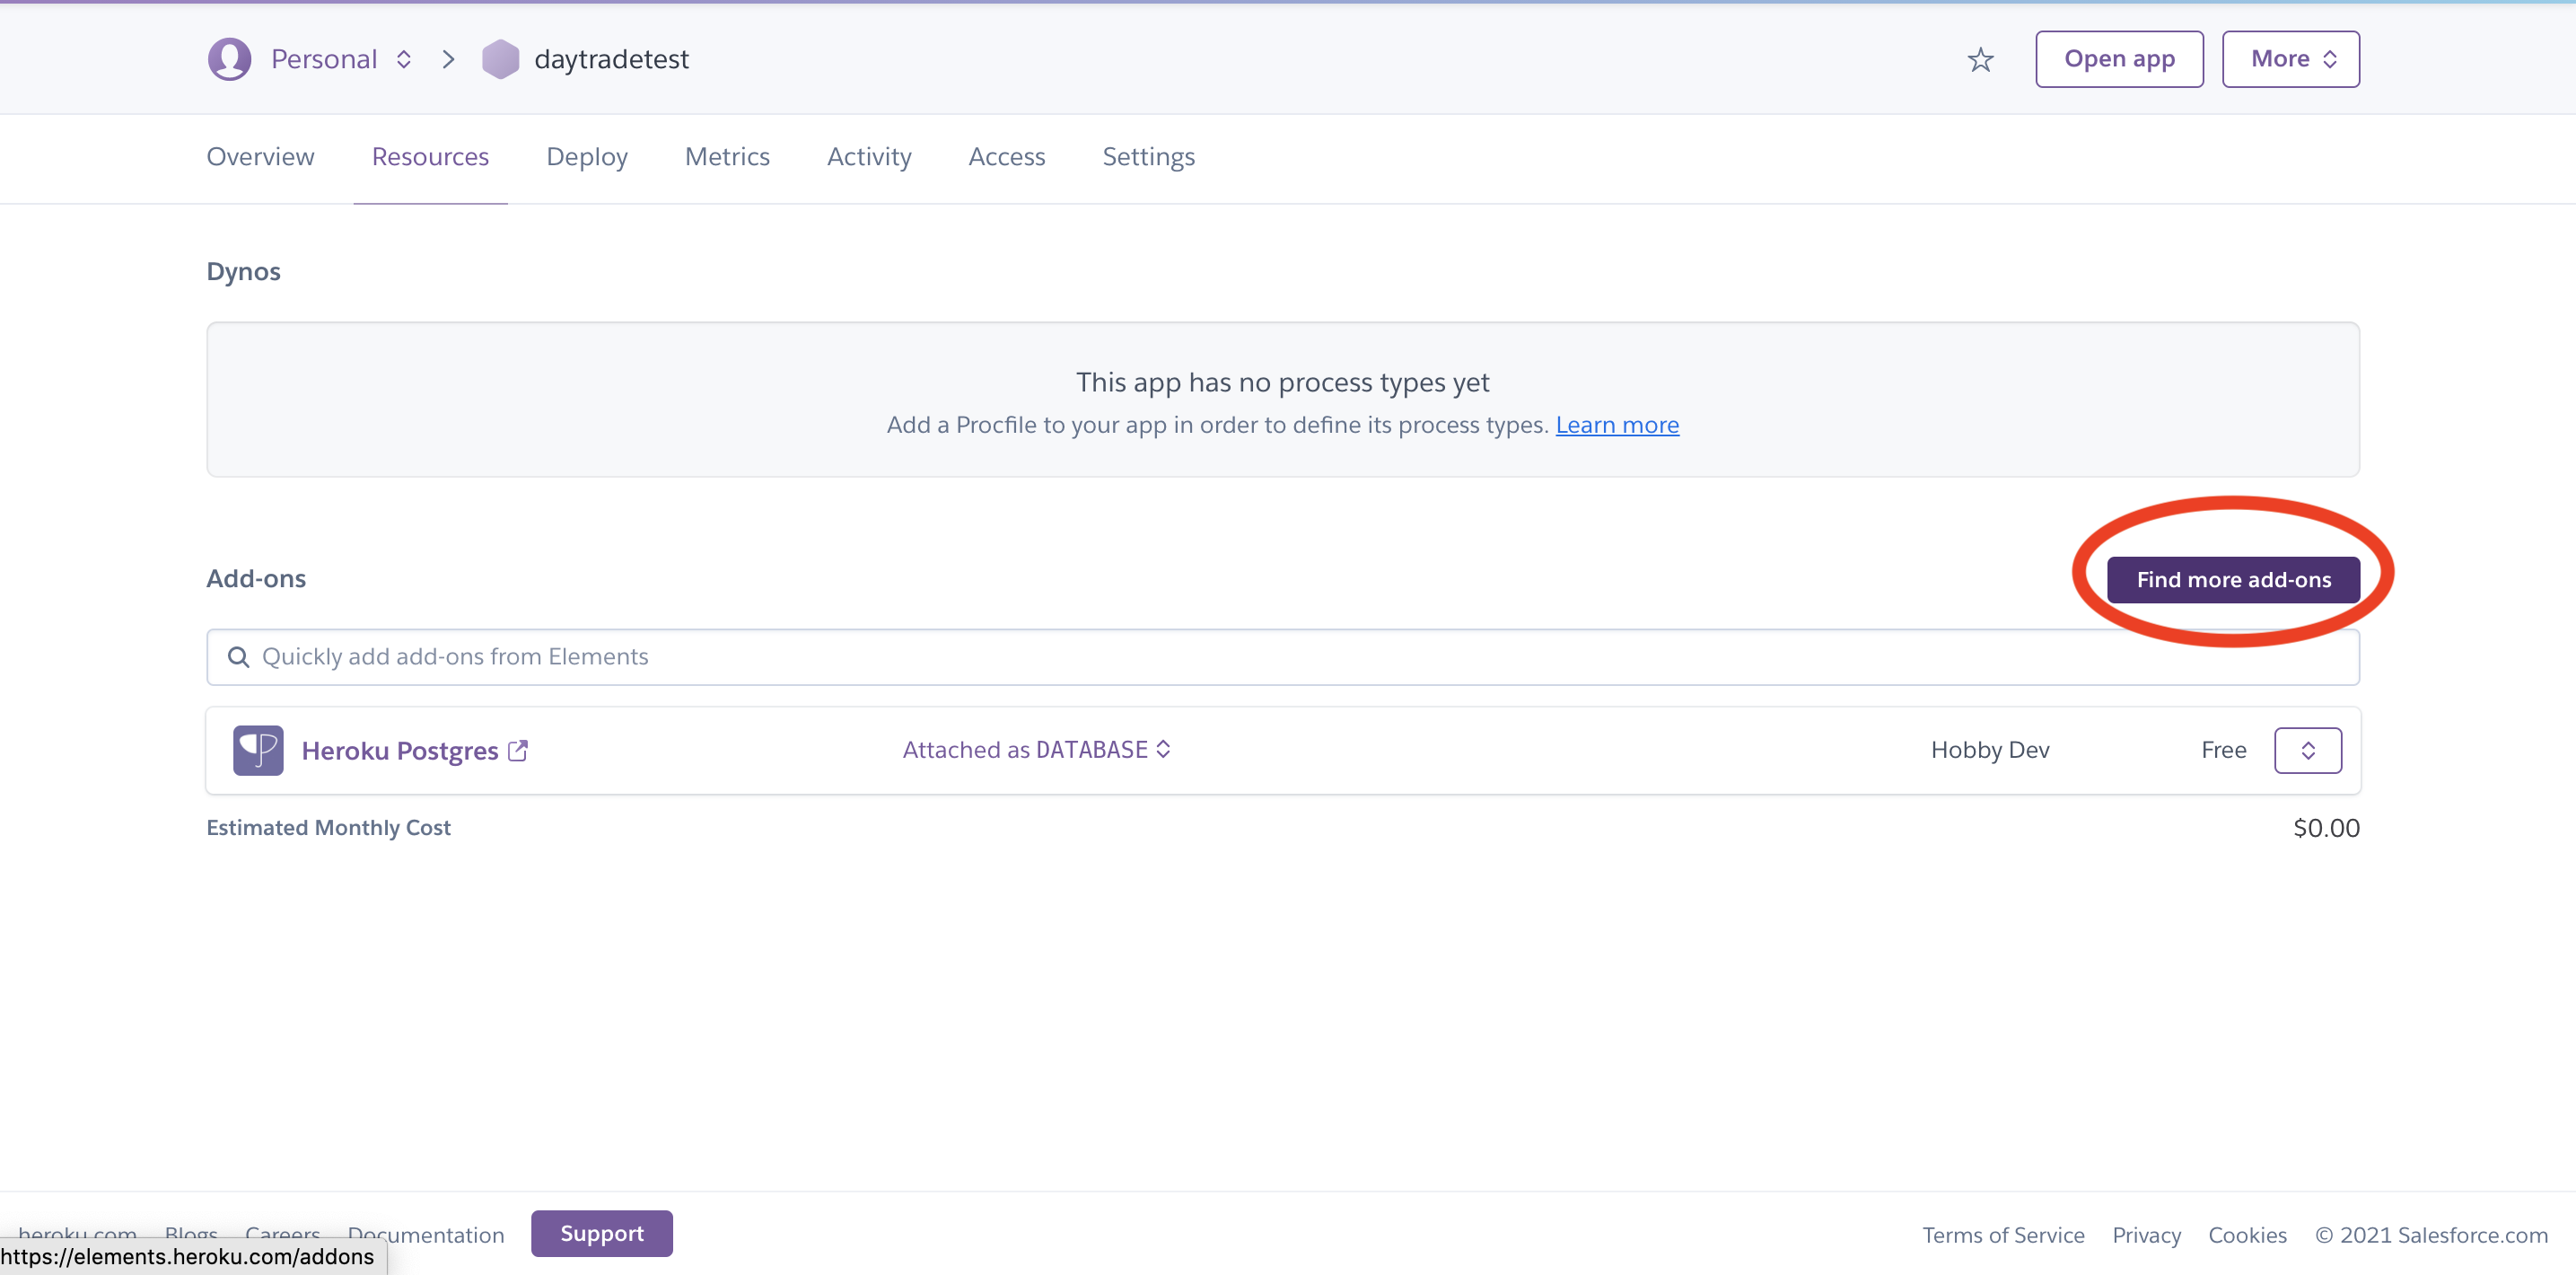 Personal > daytradetest
Open app
More
Overview Resources Deploy Metrics Activity Access Settings
Dynos
This app has no process types yet
Add a Procfile to your app in order to define its process types. Learn more
Add-ons
Find more add-ons
Quickly add add-ons from Elements
Heroku Postgres Attached as DATABASE Hobby Dev Free
Estimated Monthly Cost $0.00
heroku.com Blogs Careers Documentation Support Terms of Service Privacy Cookies © 2021 Salesforce.com
https://elements.heroku.com/addons